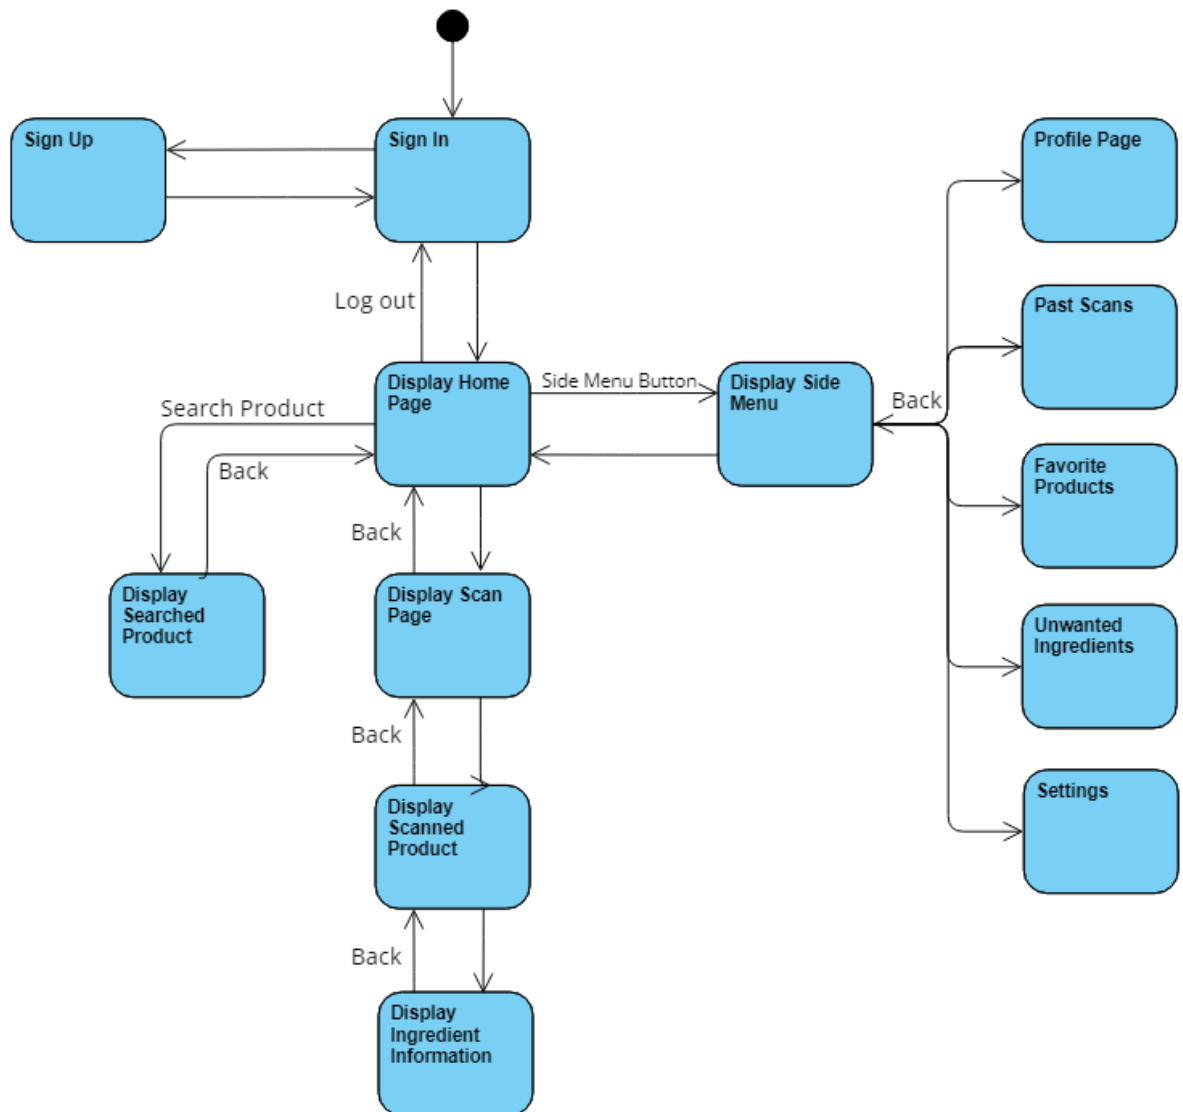 Sign Up
Sign In
Profile Page
Log out
Past Scans
Display Home
Page
Side Menu Button
Display Side
Menu
Search Product
Back
Back
Favorite
Products
Back
Display
Searched
Product
Display Scan
Page
Unwanted
Ingredients
Back
Display
Scanned
Product
Settings
Back
Display
Ingredient
Information